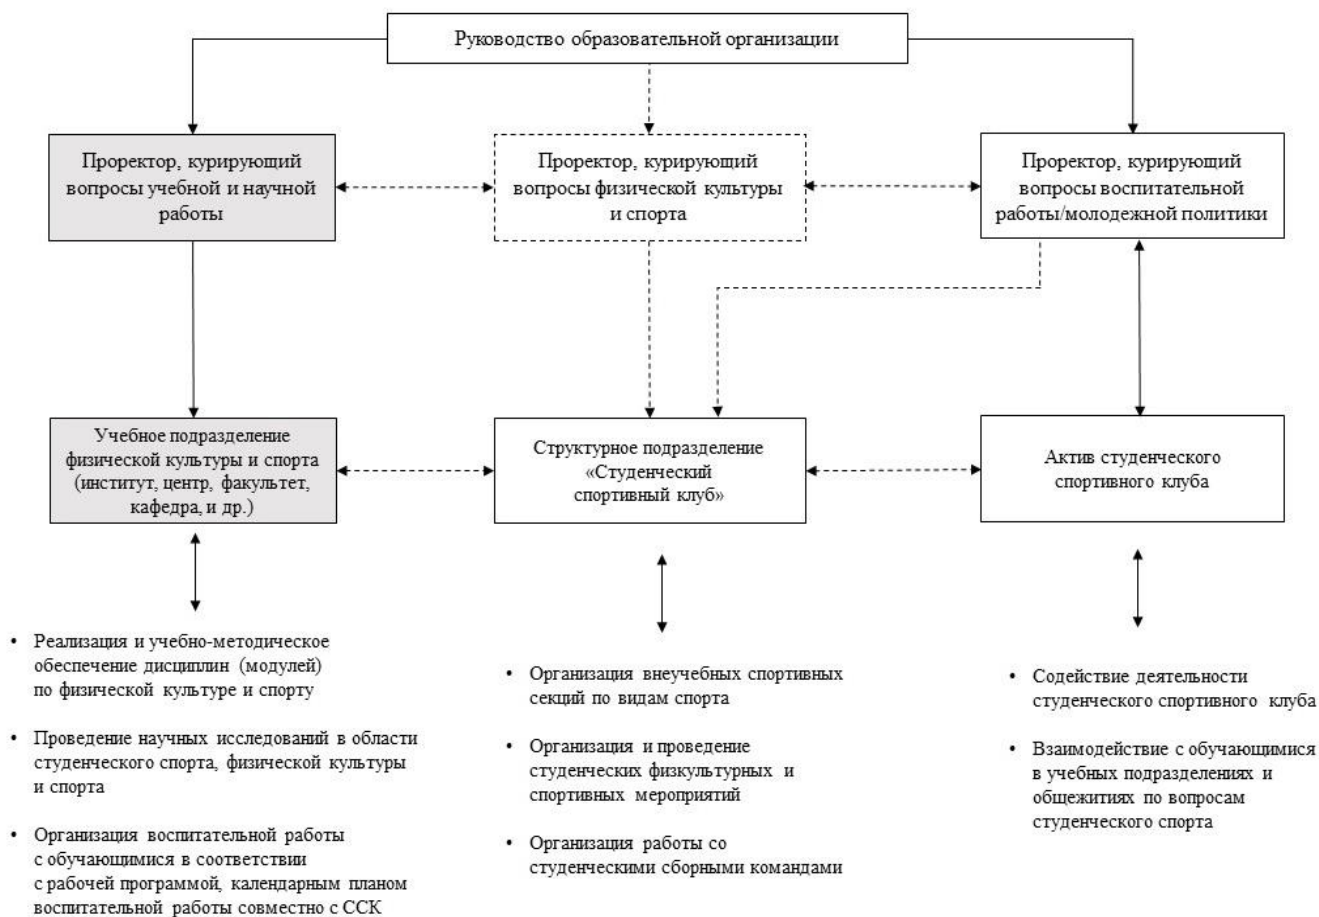 Руководство образовательной организации
Проректор, курирующий
вопросы учебной и научной
работы
Проректор, курирующий
вопросы физической культуры
и спорта
Проректор, курирующий
вопросы воспитательной
работы/молодежной политики
Учебное подразделение
физической культуры и спорта
(институт, центр, факультет,
кафедра, и др.)
Структурное подразделение
«Студенческий
спортивный клуб»
Актив студенческого
спортивного клуба
• Реализация и учебно-методическое
обеспечение дисциплин (модулей)
по физической культуре и спорту
• Проведение научных исследований в области
студенческого спорта, физической культуры
и спорта
• Организация воспитательной работы
с обучающимися в соответствии
с рабочей программой, календарным планом
воспитательной работы совместно с ССК
• Организация внеучебных спортивных
секций по видам спорта
• Организация и проведение
студенческих физкультурных и
спортивных мероприятий
• Организация работы со
студенческими сборными командами
• Содействие деятельности
студенческого спортивного клуба
• Взаимодействие с обучающимися
в учебных подразделениях и
общежитиях по вопросам
студенческого спорта